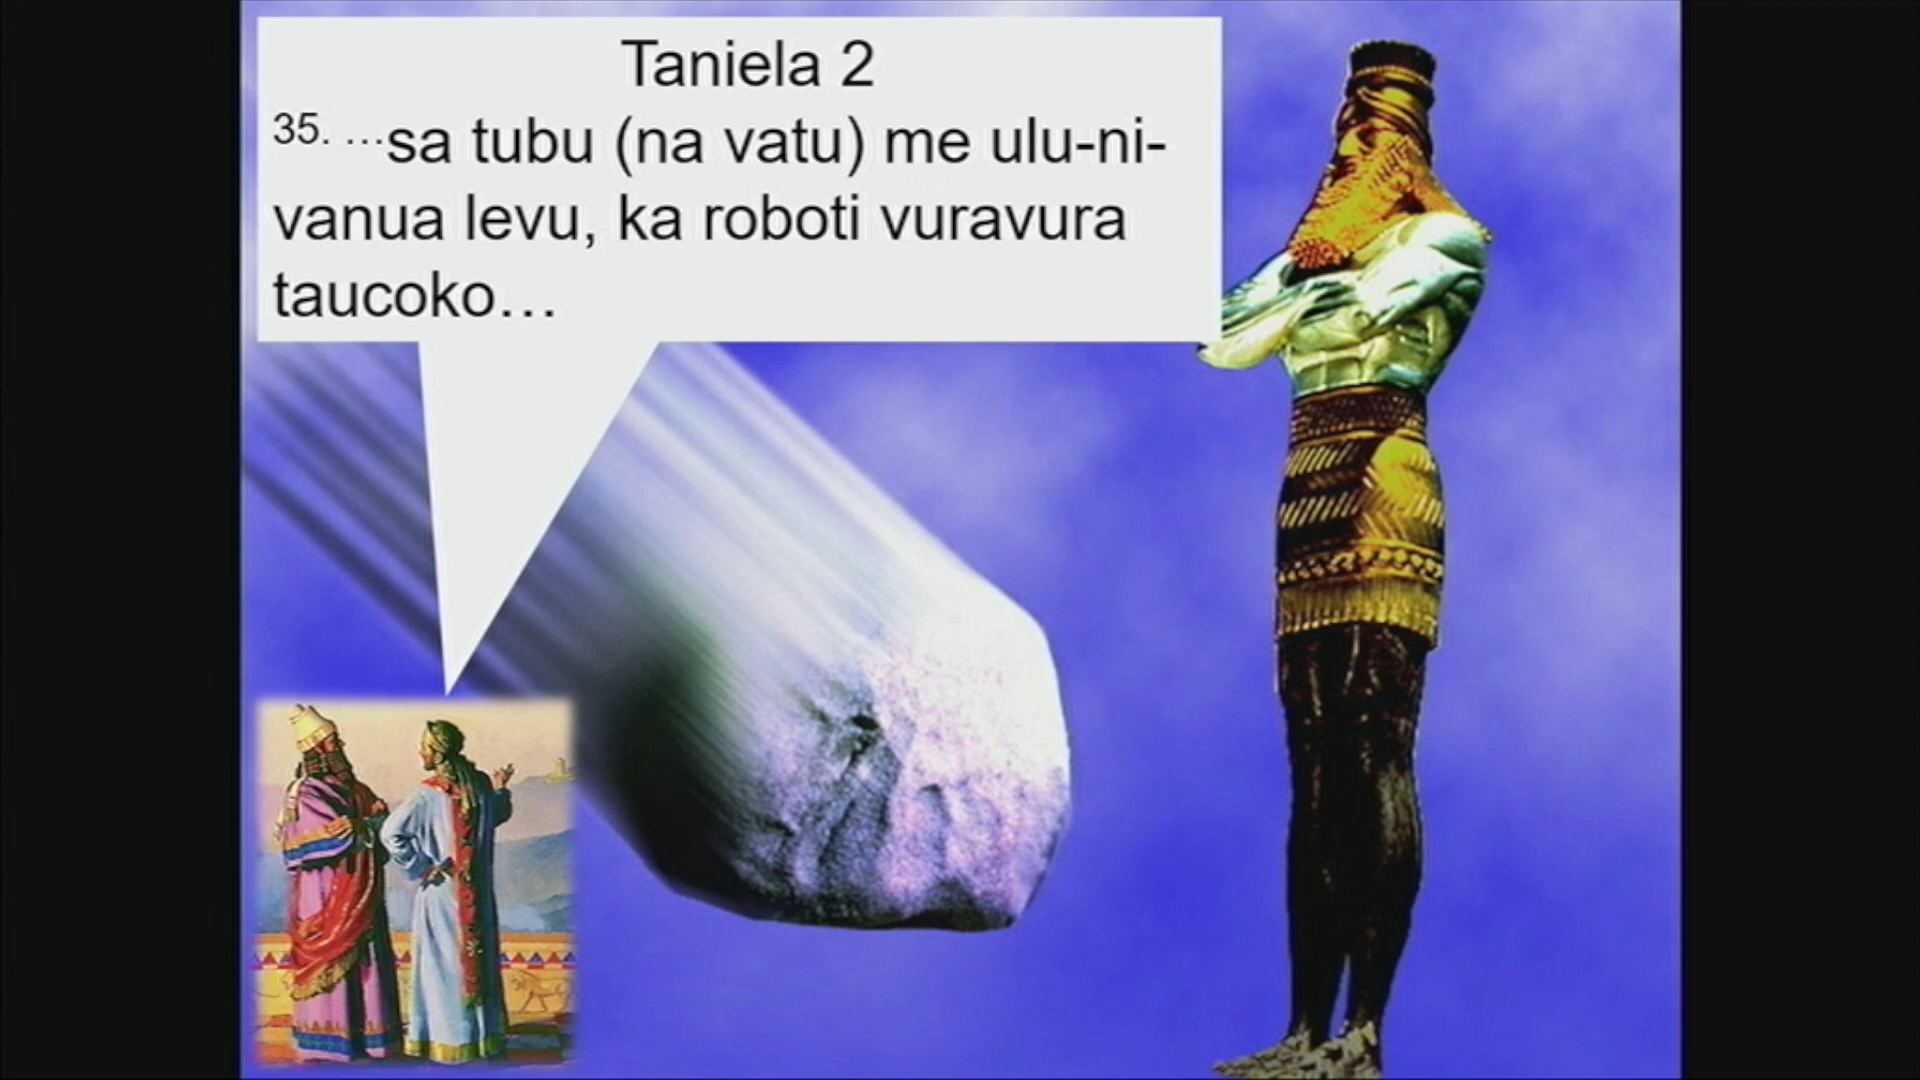 Taniela 2
35. …sa tubu (na vatu) me ulu-ni-
vanua levu, ka roboti vuravura
taucoko…